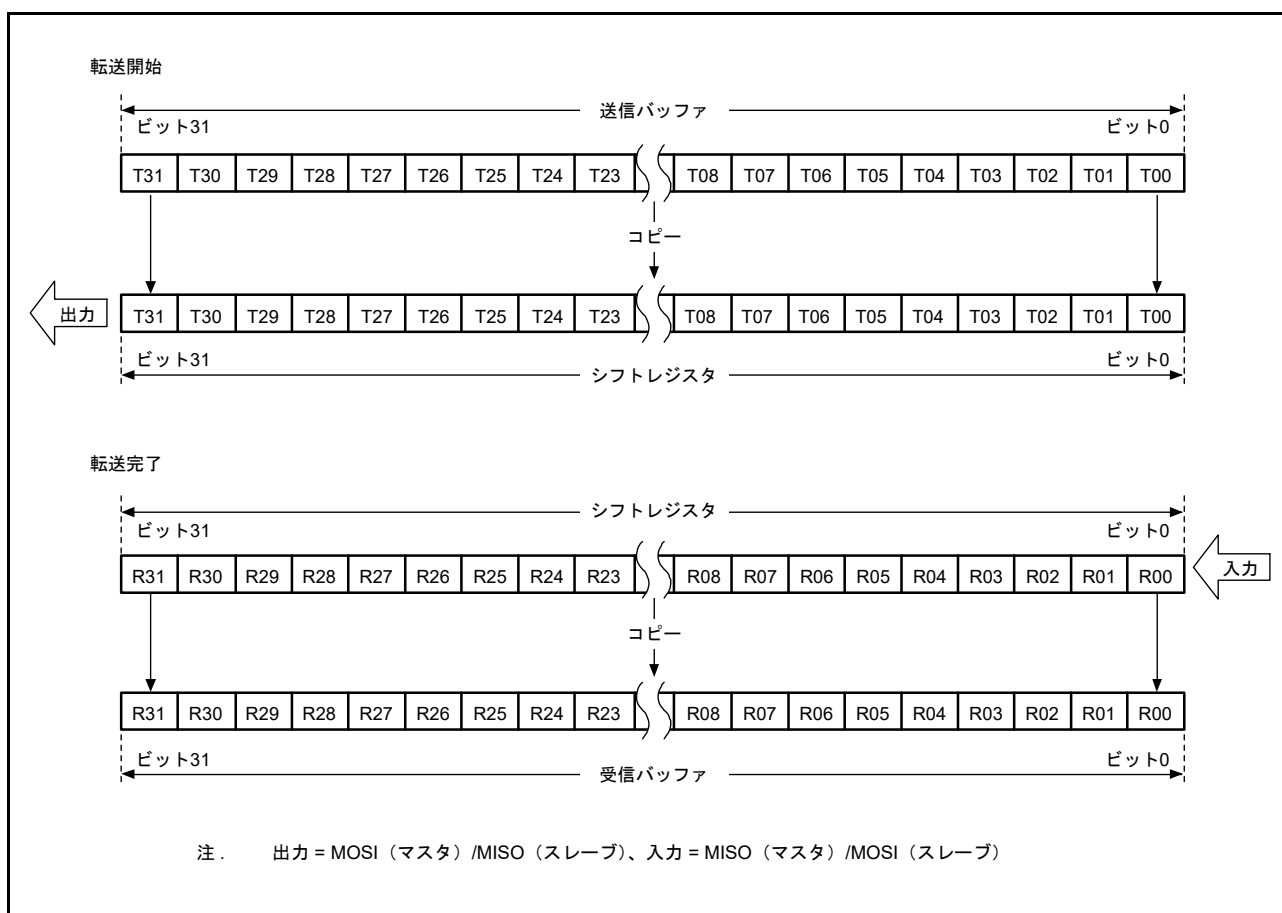 転送開始
送信バッファ
ビット31 ビット0
T31 T30 T29 T28 T27 T26 T25 T24 T23 T08 T07 T06 T05 T04 T03 T02 T01 T00
コピー
出力
T31 T30 T29 T28 T27 T26 T25 T24 T23 T08 T07 T06 T05 T04 T03 T02 T01 T00
ビット31 ビット0
シフトレジスタ
転送完了
シフトレジスタ
ビット31 ビット0
R31 R30 R29 R28 R27 R26 R25 R24 R23 R08 R07 R06 R05 R04 R03 R02 R01 R00
入力
コピー
R31 R30 R29 R28 R27 R26 R25 R24 R23 R08 R07 R06 R05 R04 R03 R02 R01 R00
ビット31 ビット0
受信バッファ
注 . 出力 = MOSI（マスタ）/MISO（スレーブ）、入力 = MISO（マスタ）/MOSI（スレーブ）